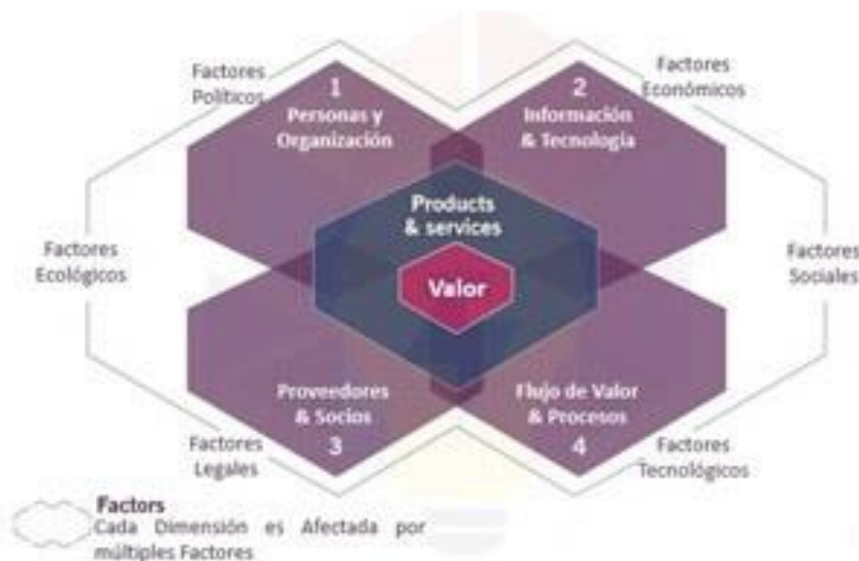 Factores
Políticos
1
Personas y
Organización
2
Información
& Tecnología
Factores
Económicos
Products
& services
Valor
Factores
Ecológicos
Factores
Sociales
Proveedores
& Socios
3
Flujo de Valor
& Procesos
4
Factores
Legales
Factores
Tecnológicos
Factors
Cada Dimensión es Afectada por
múltiples Factores